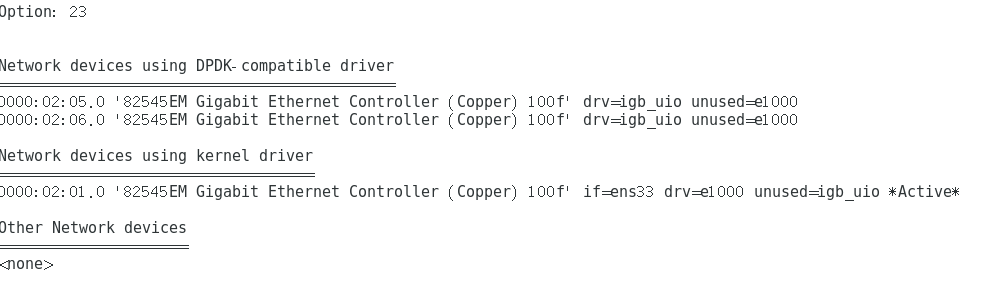 Option: 23
Network devices using DPDK-compatible driver
============================================
0000:02:05.0 '82545EM Gigabit Ethernet Controller (Copper) 100f' drv=igb_uio unused=e1000
0000:02:06.0 '82545EM Gigabit Ethernet Controller (Copper) 100f' drv=igb_uio unused=e1000
Network devices using kernel driver
===================================
0000:02:01.0 '82545EM Gigabit Ethernet Controller (Copper) 100f' if=ens33 drv=e1000 unused=igb_uio *Active*
Other Network devices
=====================
<none>